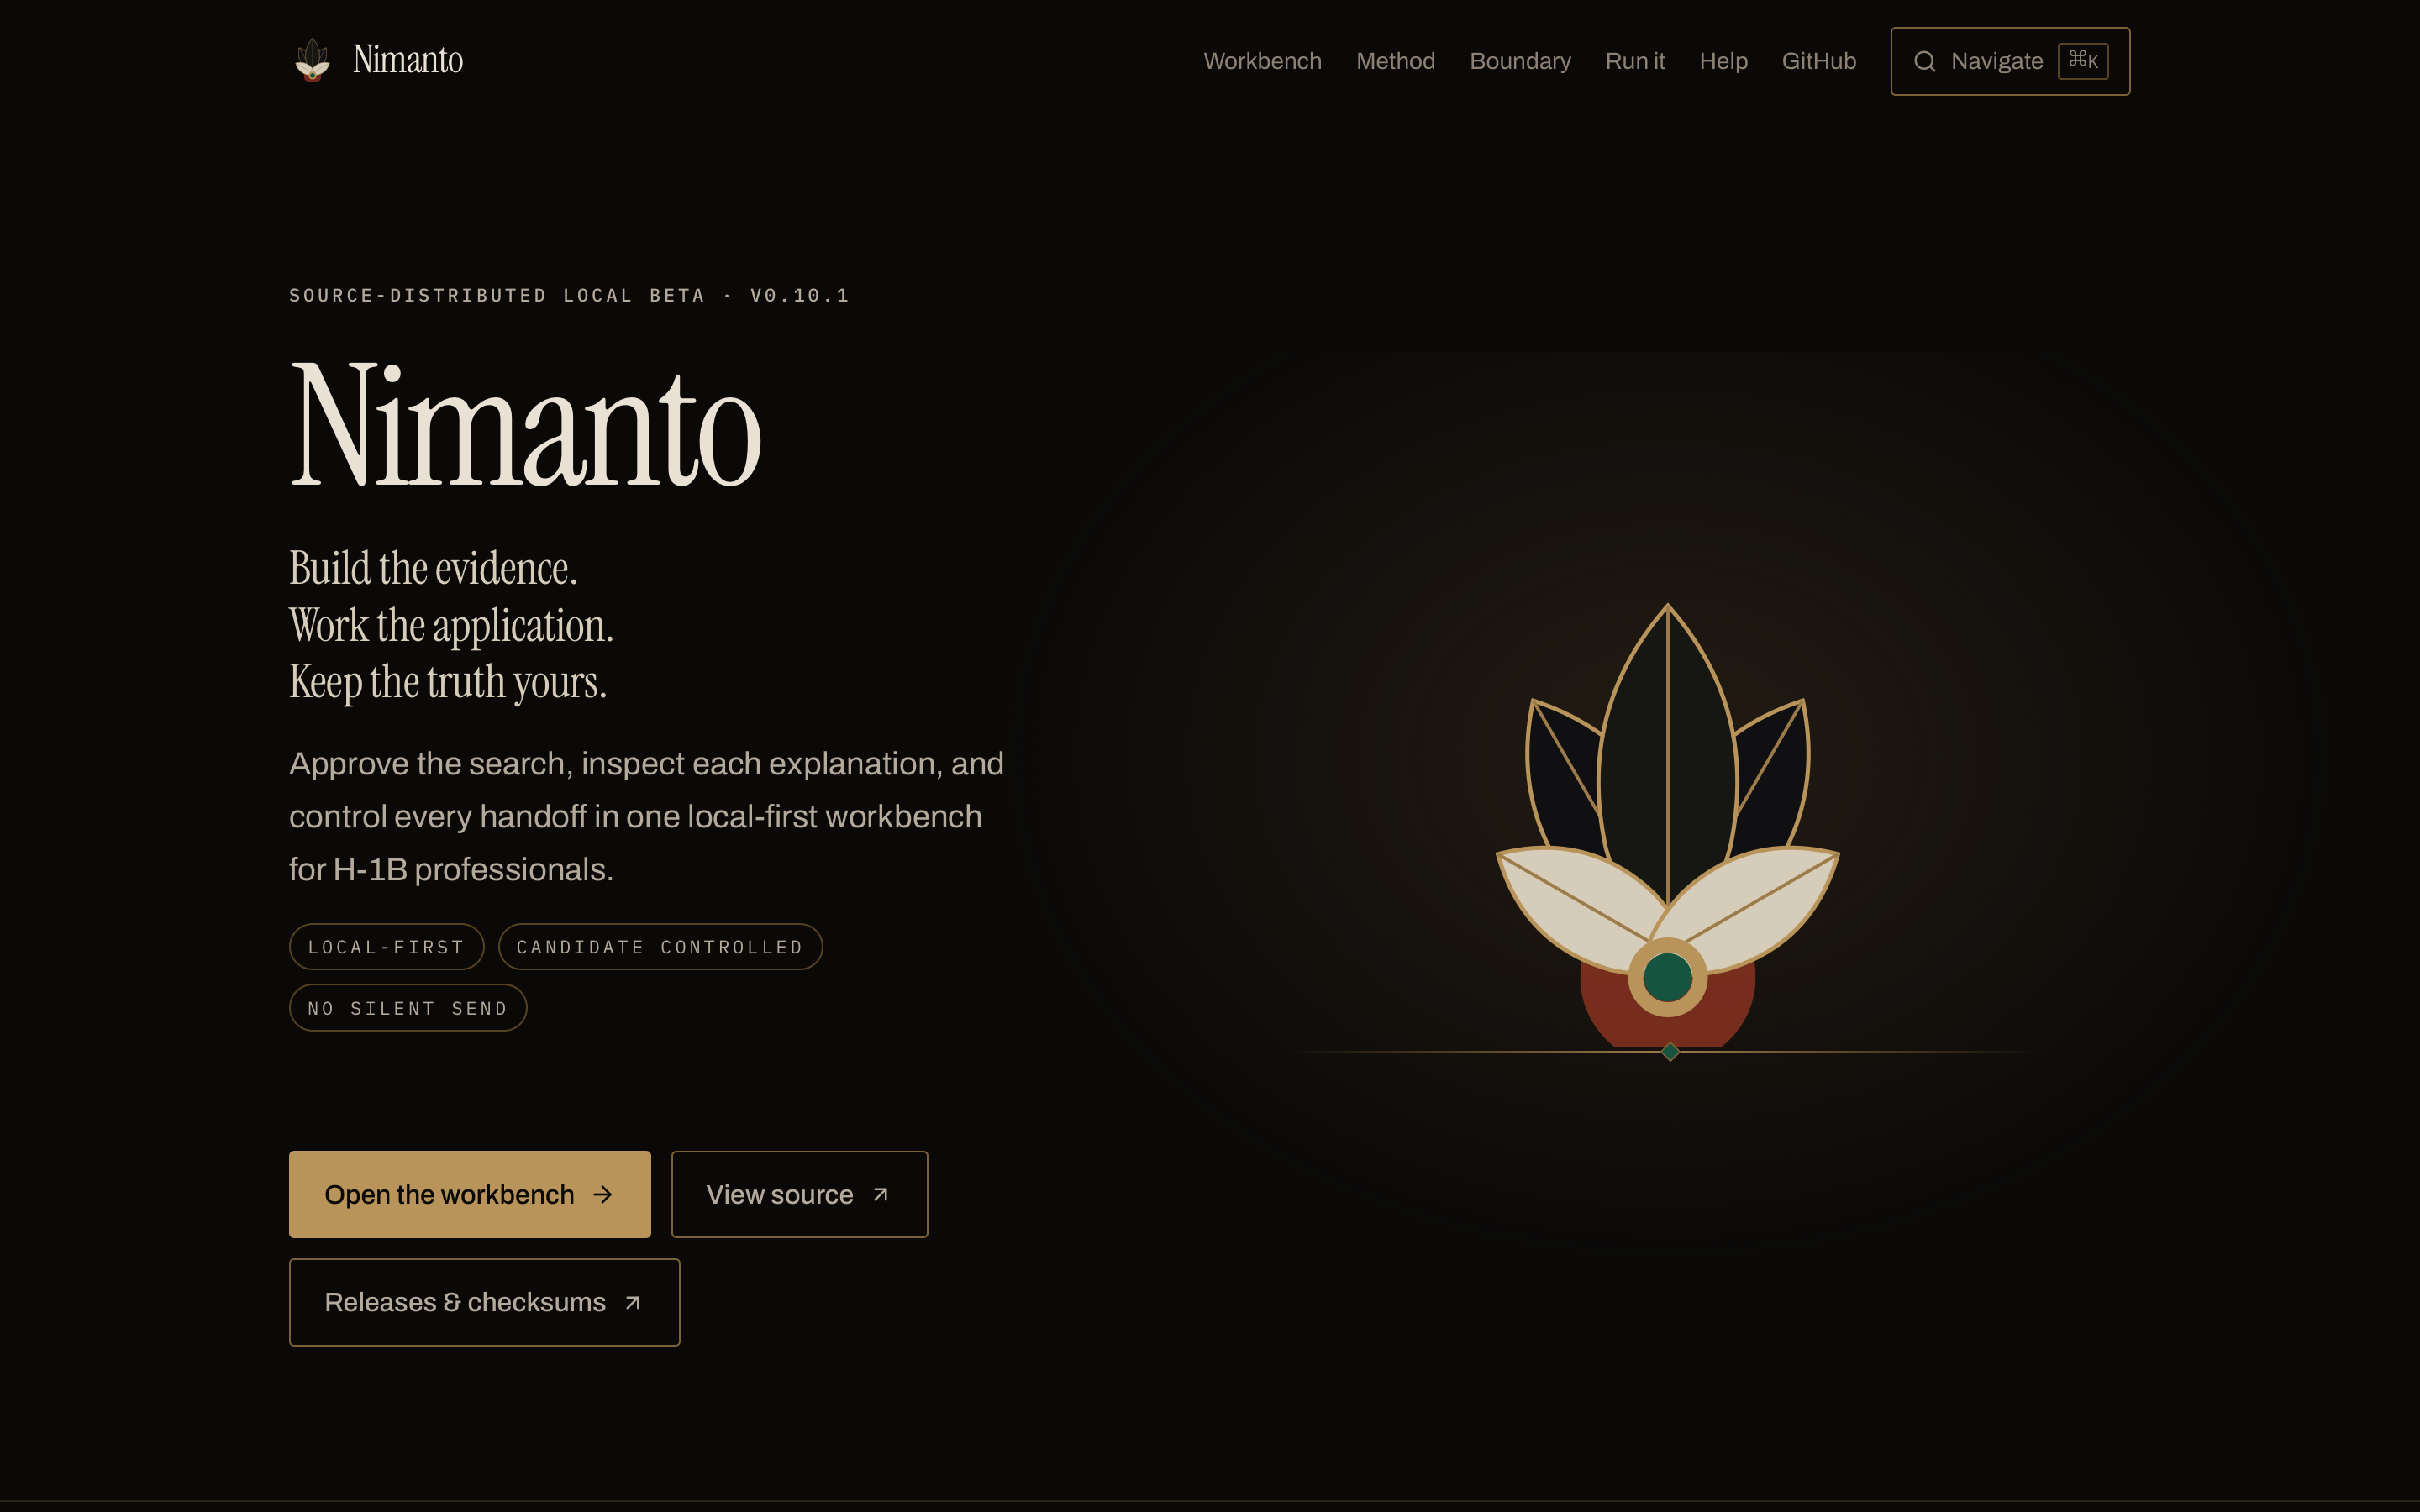 Nimanto
Workbench Method Boundary Run it Help GitHub Navigate ⌘K
SOURCE-DISTRIBUTED LOCAL BETA · V0.10.1
Nimanto
Build the evidence.
Work the application.
Keep the truth yours.
Approve the search, inspect each explanation, and
control every handoff in one local-first workbench
for H-1B professionals.
LOCAL-FIRST CANDIDATE CONTROLLED
NO SILENT SEND
Open the workbench → View source ↗
Releases & checksums ↗